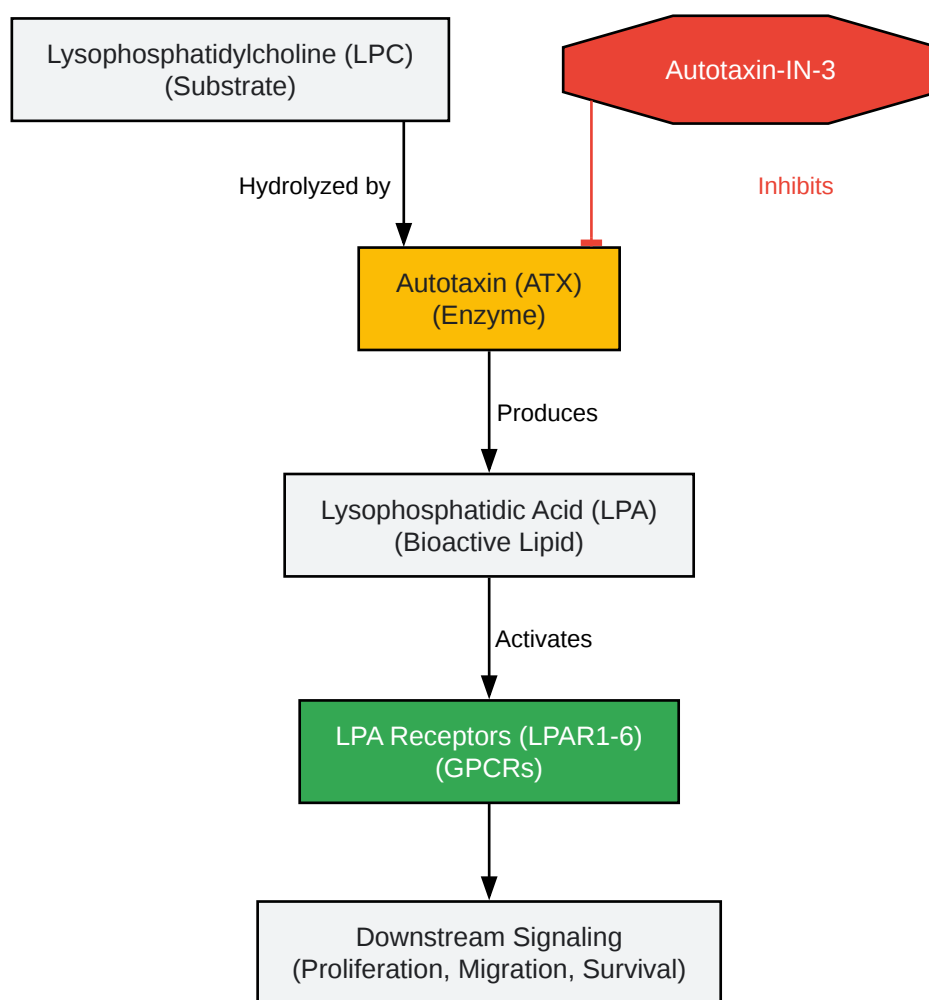 Lysophosphatidylcholine (LPC)
(Substrate)
Autotaxin-IN-3
Hydrolyzed by
Inhibits
Autotaxin (ATX)
(Enzyme)
Produces
Lysophosphatidic Acid (LPA)
(Bioactive Lipid)
Activates
LPA Receptors (LPAR1-6)
(GPCRs)
Downstream Signaling
(Proliferation, Migration, Survival)